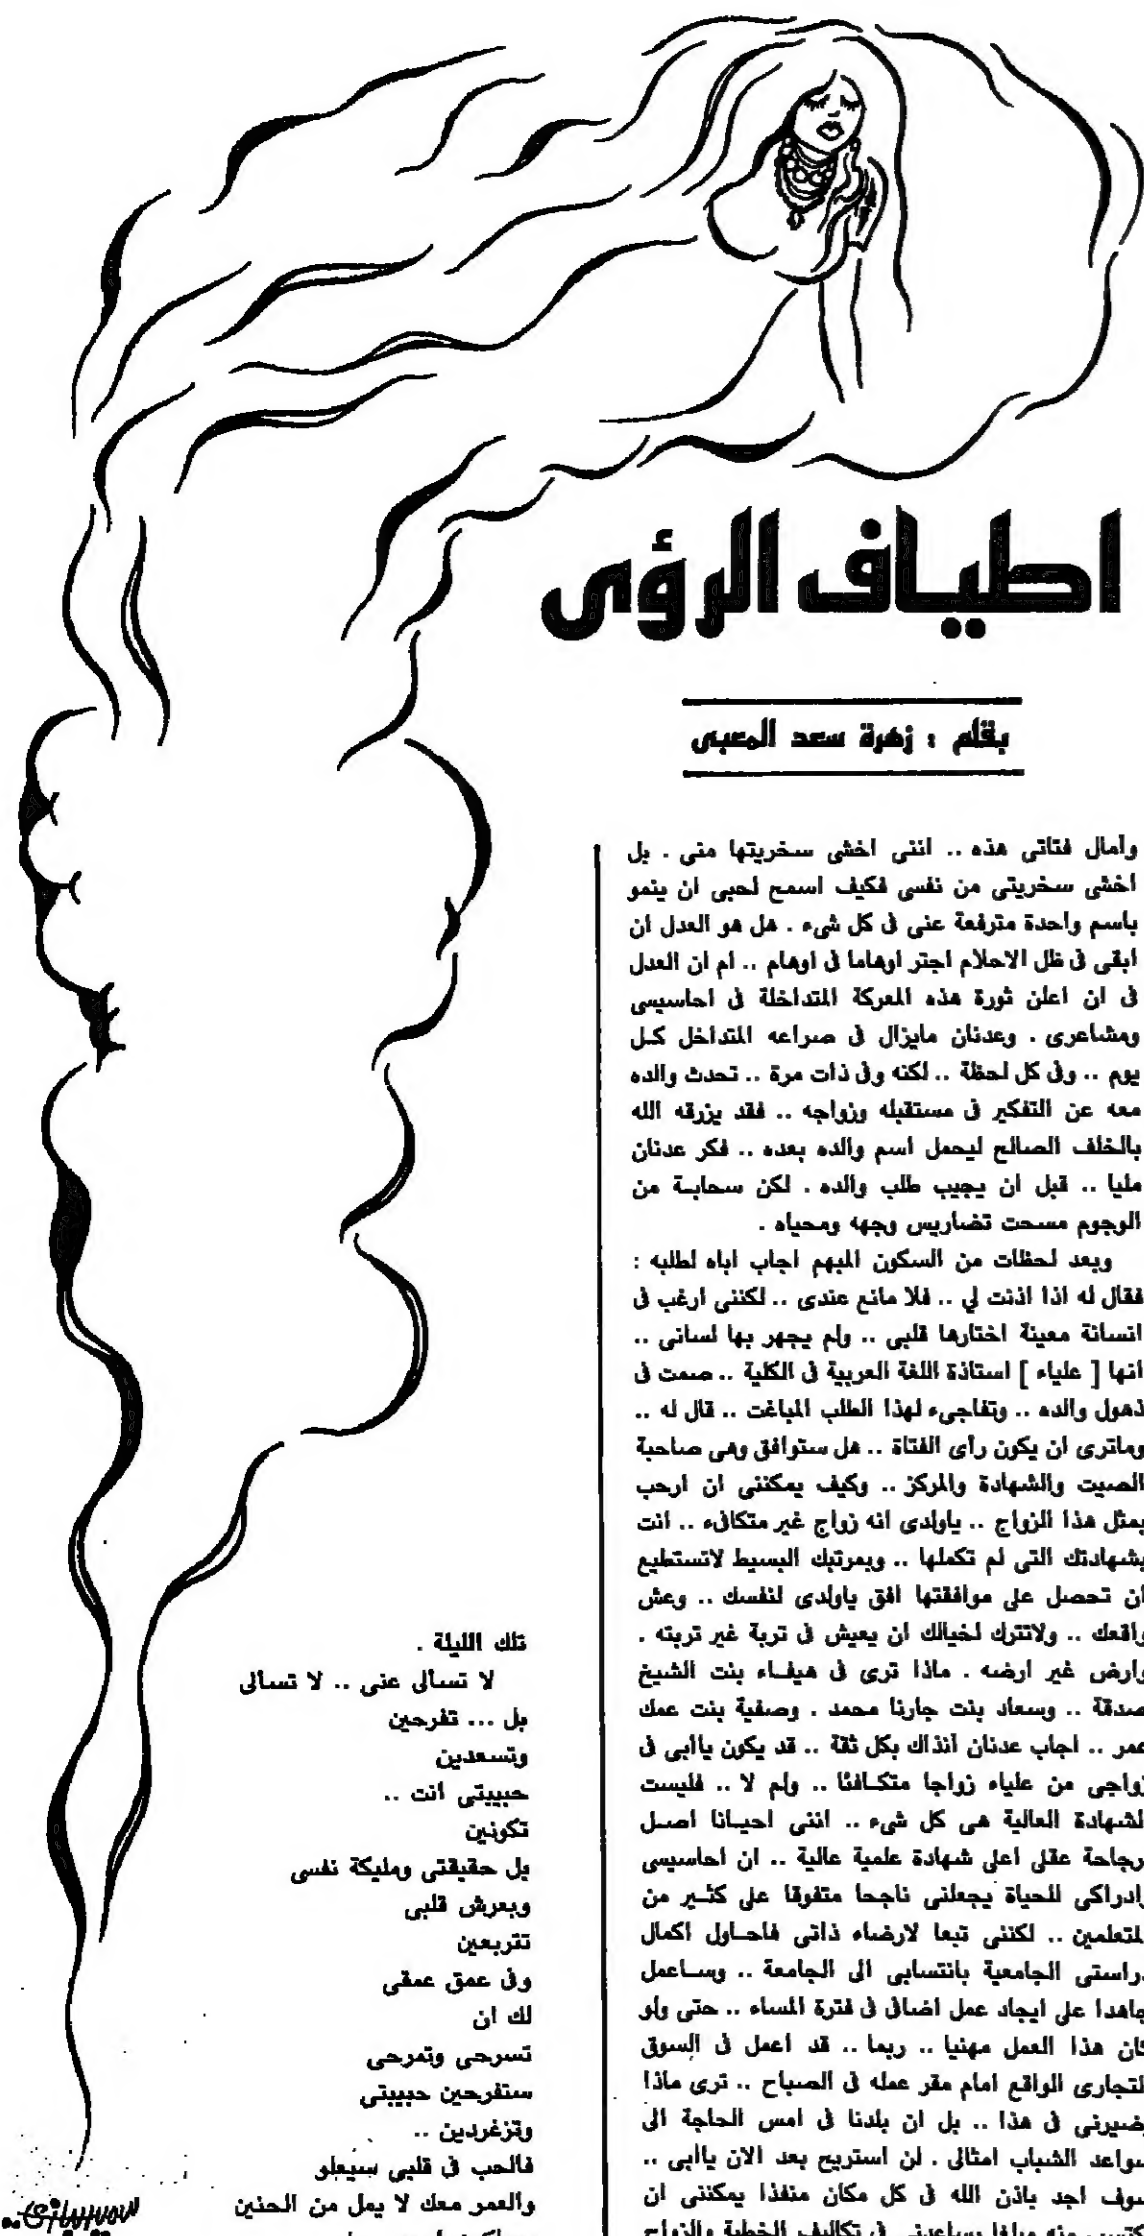 اطياف الرؤى
بقلم : زهرة سعد المعبى
وأمال فتاتى هذه .. اننى اخشى سخريتها منى . بل
اخشى سخريتى من نفسى فكيف اسمح لحبى ان ينمو
باسم واحدة مترفعة عنى فى كل شىء . هل هو العدل ان
ابقى فى ظل الاحلام اجتر اوهاما فى اوهام .. ام ان العدل
فى ان اعلن ثورة هذه المعركة المتداخلة فى احاسيسى
ومشاعرى . وعدنان مايزال فى صراعه المتداخل كل
يوم .. وفى كل لحظة .. لكنه وفى ذات مرة .. تحدث والده
معه عن التفكير فى مستقبله وزواجه .. فقد يزرقه الله
بالخلف الصالح ليحمل اسم والده بعده .. فكر عدنان
مليا .. قبل ان يجيب طلب والده . لكن سحابة من
الوجوم مسحت تضاريس وجهه ومحياه .
وبعد لحظات من السكون المبهم اجاب اباه لطلبه :
فقال له اذا اذنت لي .. فلا مانع عندى .. لكننى ارغب فى
انسانة معينة اختارها قلبى .. ولم يجهر بها لسانى ..
انها [ علياء ] استاذة اللغة العربية فى الكلية .. صمت فى
ذهول والده .. وتفاجىء لهذا الطلب المباغت .. قال له ..
وماترى ان يكون رأى الفتاة .. هل ستوافق وهى صاحبة
الصيت والشهادة والمركز .. وكيف يمكننى ان ارحب
بمثل هذا الزواج .. ياولدى انه زواج غير متكافىء .. انت
بشهادتك التى لم تكملها .. وبمرتبك البسيط لاتستطيع
ان تحصل على موافقتها افق ياولدى لنفسك .. وعش
واقعك .. ولاتترك لخيالك ان يعيش فى تربة غير تربته .
وارض غير ارضه . ماذا ترى فى هيفاء بنت الشيخ
صدقة .. وسعاد بنت جارنا محمد . وصفية بنت عمك
عمر .. اجاب عدنان أنذاك بكل ثقة .. قد يكون ياأبى فى
زواجى من علياء زواجا متكافئا .. ولم لا .. فليست
الشهادة العالية هى كل شىء .. اننى احيانا اصل
برجاحة عقلى اعلى شهادة علمية عالية .. ان احاسيسى
وادراكى للحياة يجعلنى ناجحا متفوقا على كثير من
المتعلمين .. لكننى تبعا لارضاء ذاتى فاحاول اكمال
دراستى الجامعية بانتسابى الى الجامعة .. وساعمل
جاهدا على ايجاد عمل اضافى فى فترة المساء .. حتى ولو
كان هذا العمل مهنيا .. ربما .. قد اعمل فى السوق
التجارى الواقع امام مقر عمله فى الصباح .. ترى ماذا
يضيرنى فى هذا .. بل ان بلدنا فى امس الحاجة الى
سواعد الشباب امثالى . لن استريح بعد الان ياأبى ..
سوف اجد باذن الله فى كل مكان منفذا يمكننى ان
اكتسب منه مبلغا يساعدنى فى تكاليف الخطبة والزواج
تلك الليلة .
لا تسألى عنى .. لا تسألى
بل ... تفرحين
وتسعدين
حبيبتى انت ..
تكونين
بل حقيقتى ومليكة نفسى
وبعرش قلبى
تتربعين
وفى عمق عمقى
لك ان
تسرحى وتمرحى
ستفرحين حبيبتى
وتزغردين ..
فالحب فى قلبى سيعلو
والعمر معك لا يمل من الحنين